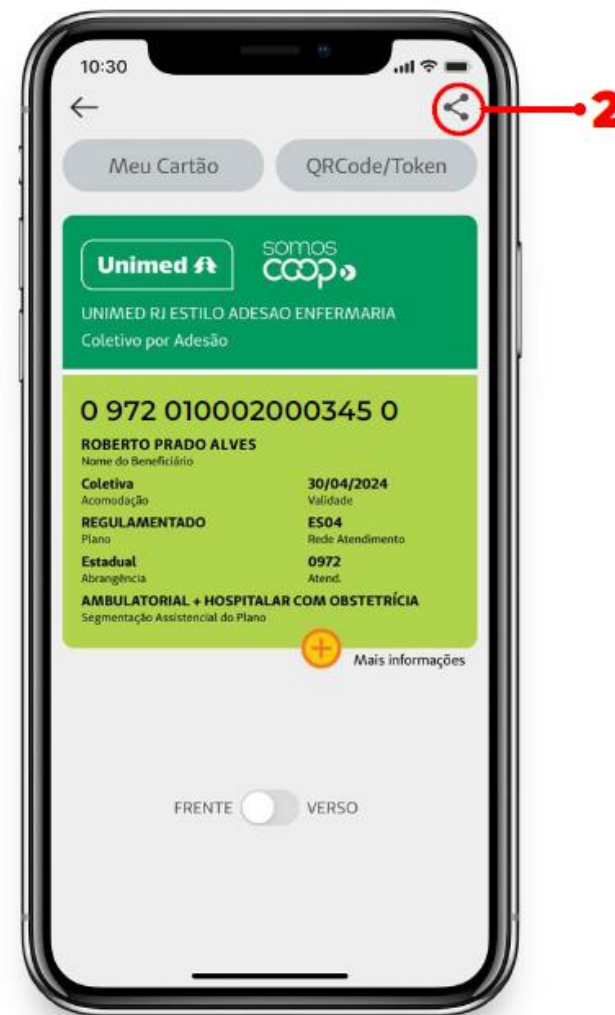 10:30
2
Meu Cartão
QRCode/Token
Unimed
somos
coop
UNIMED RJ ESTILO ADESAO ENFERMARIA
Coletivo por Adesão
0 972 010002000345 0
ROBERTO PRADO ALVES
Nome do Beneficiário
Coletiva 30/04/2024
Acomodação Validade
REGULAMENTADO ES04
Plano Rede Atendimento
Estadual 0972
Abrangência Atend.
AMBULATORIAL + HOSPITALAR COM OBSTETRÍCIA
Segmentação Assistencial do Plano
Mais informações
FRENTE VERSO